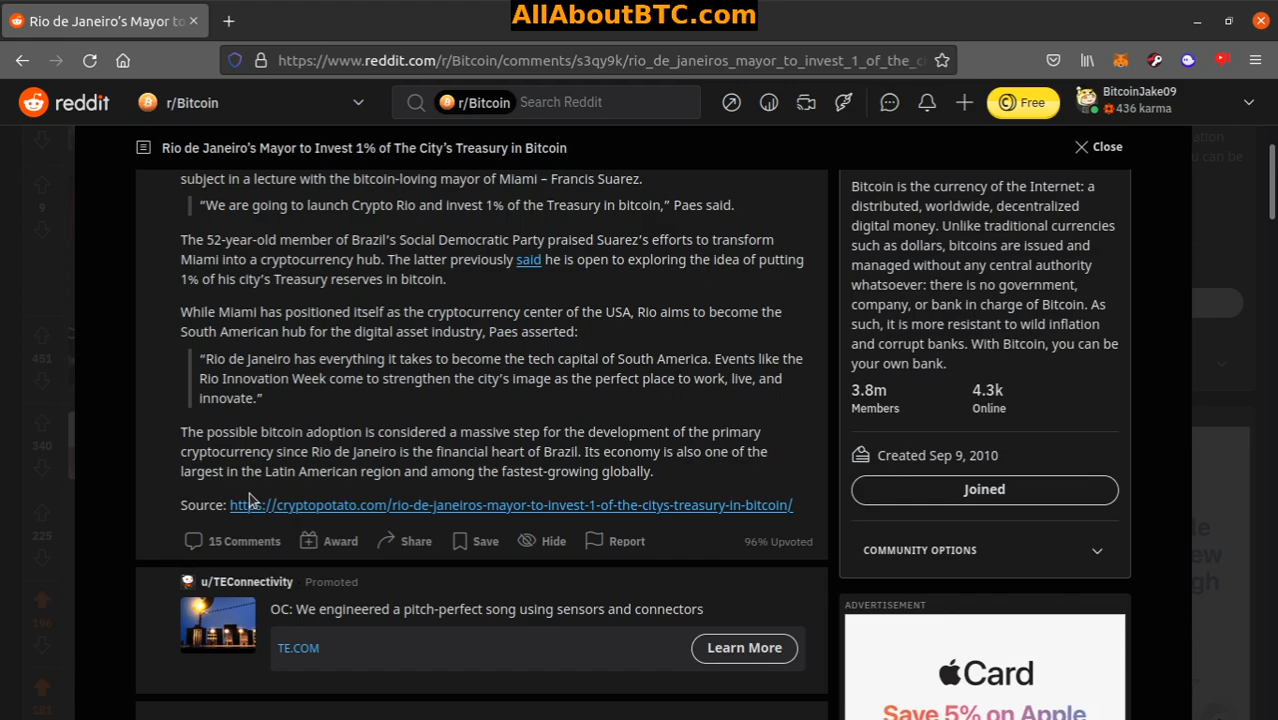 AllAboutBTC.com
Rio de Janeiro's Mayor to
https://www.reddit.com/r/Bitcoin/comments/s3qy9k/rio_de_janeiros_mayor_to_invest_1_of_the_c
reddit
r/Bitcoin
r/Bitcoin Search Reddit
Free
BitcoinJake09
436 karma
Rio de Janeiro's Mayor to Invest 1% of The City's Treasury in Bitcoin
Close
subject in a lecture with the bitcoin-loving mayor of Miami – Francis Suarez.
“We are going to launch Crypto Rio and invest 1% of the Treasury in bitcoin,” Paes said.
The 52-year-old member of Brazil's Social Democratic Party praised Suarez's efforts to transform
Miami into a cryptocurrency hub. The latter previously said he is open to exploring the idea of putting
1% of his city's Treasury reserves in bitcoin.
While Miami has positioned itself as the cryptocurrency center of the USA, Rio aims to become the
South American hub for the digital asset industry, Paes asserted:
“Rio de Janeiro has everything it takes to become the tech capital of South America. Events like the
Rio Innovation Week come to strengthen the city's image as the perfect place to work, live, and
innovate.”
The possible bitcoin adoption is considered a massive step for the development of the primary
cryptocurrency since Rio de Janeiro is the financial heart of Brazil. Its economy is also one of the
largest in the Latin American region and among the fastest-growing globally.
Source: https://cryptopotato.com/rio-de-janeiros-mayor-to-invest-1-of-the-citys-treasury-in-bitcoin/
15 Comments Award Share Save Hide Report 96% Upvoted
u/TEConnectivity · Promoted
OC: We engineered a pitch-perfect song using sensors and connectors
TE.COM
Learn More
Bitcoin is the currency of the Internet: a
distributed, worldwide, decentralized
digital money. Unlike traditional currencies
such as dollars, bitcoins are issued and
managed without any central authority
whatsoever: there is no government,
company, or bank in charge of Bitcoin. As
such, it is more resistant to wild inflation
and corrupt banks. With Bitcoin, you can be
your own bank.
3.8m 4.3k
Members Online
Created Sep 9, 2010
Joined
COMMUNITY OPTIONS
ADVERTISEMENT
Card
Save 5% on Apple
9
451
340
225
196
181